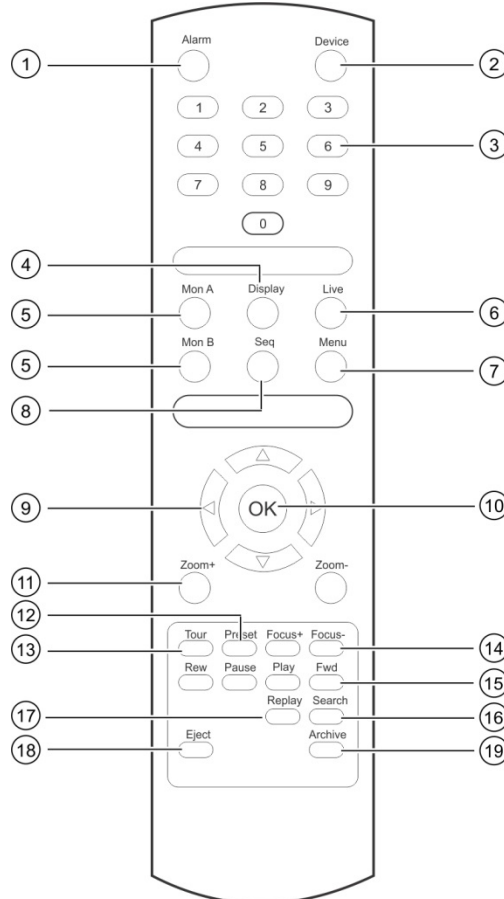 Alarm Device
1 2
1 2 3
4 5 6 3
7 8 9
0
4
Mon A Display Live
5 6
Mon B Seq Menu
5 7
8
9 OK 10
Zoom+ Zoom-
11
12
Tour Preset Focus+ Focus-
13 14
Rew Pause Play Fwd
15
Replay Search
17 16
Eject Archive
18 19